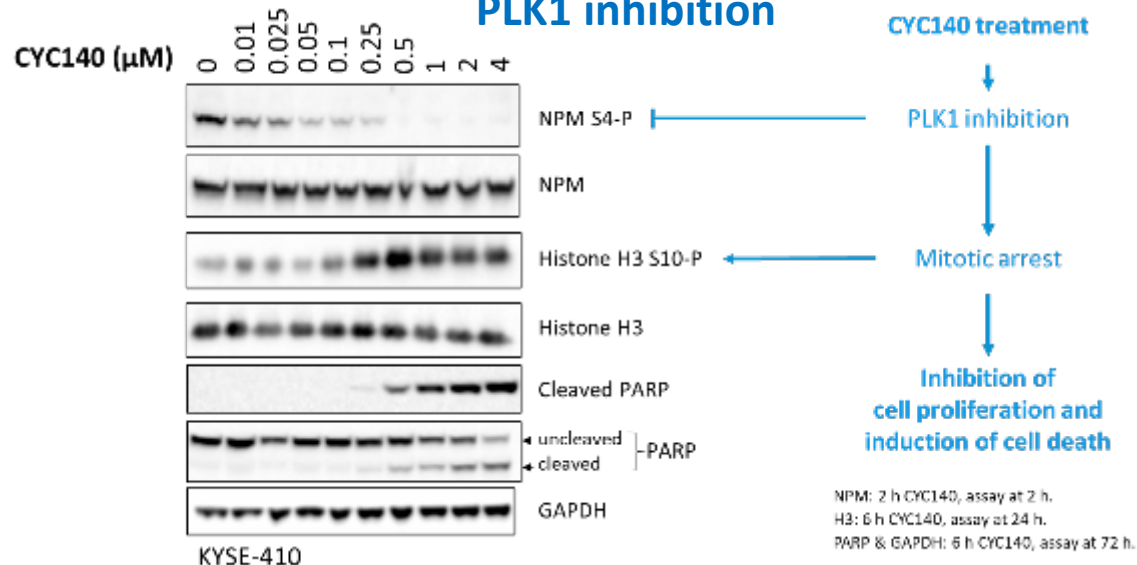 PLK1 inhibition
CYC140 (µM)
0 0.01 0.025 0.05 0.1 0.25 0.5 1 2 4
NPM S4-P
NPM
Histone H3 S10-P
Histone H3
Cleaved PARP
uncleaved
cleaved
PARP
GAPDH
KYSE-410
CYC140 treatment
PLK1 inhibition
Mitotic arrest
Inhibition of
cell proliferation and
induction of cell death
NPM: 2 h CYC140, assay at 2 h.
H3: 6 h CYC140, assay at 24 h.
PARP & GAPDH: 6 h CYC140, assay at 72 h.